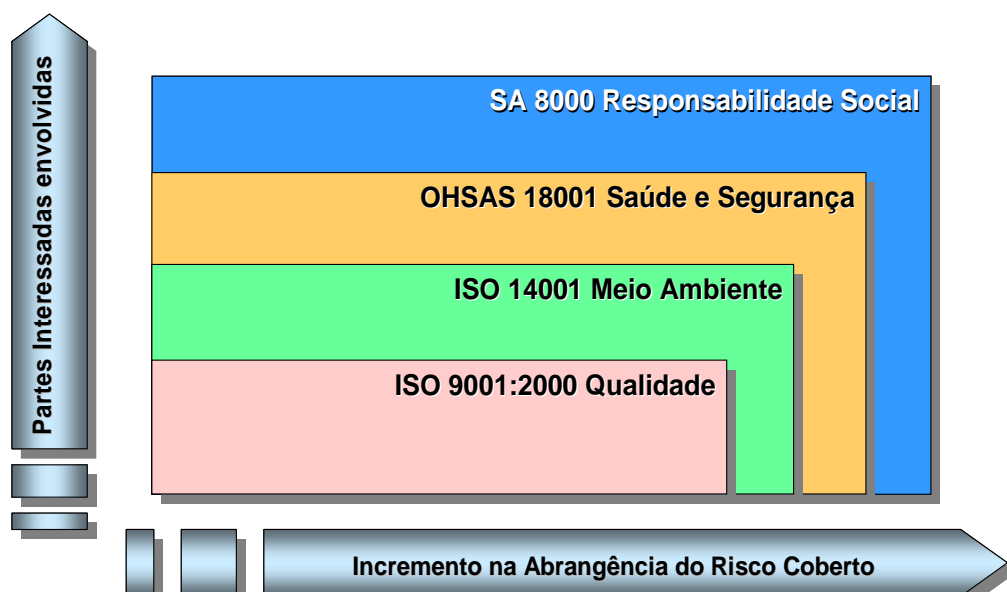 Partes Interessadas envolvidas
SA 8000 Responsabilidade Social
OHSAS 18001 Saúde e Segurança
ISO 14001 Meio Ambiente
ISO 9001:2000 Qualidade
Incremento na Abrangência do Risco Coberto